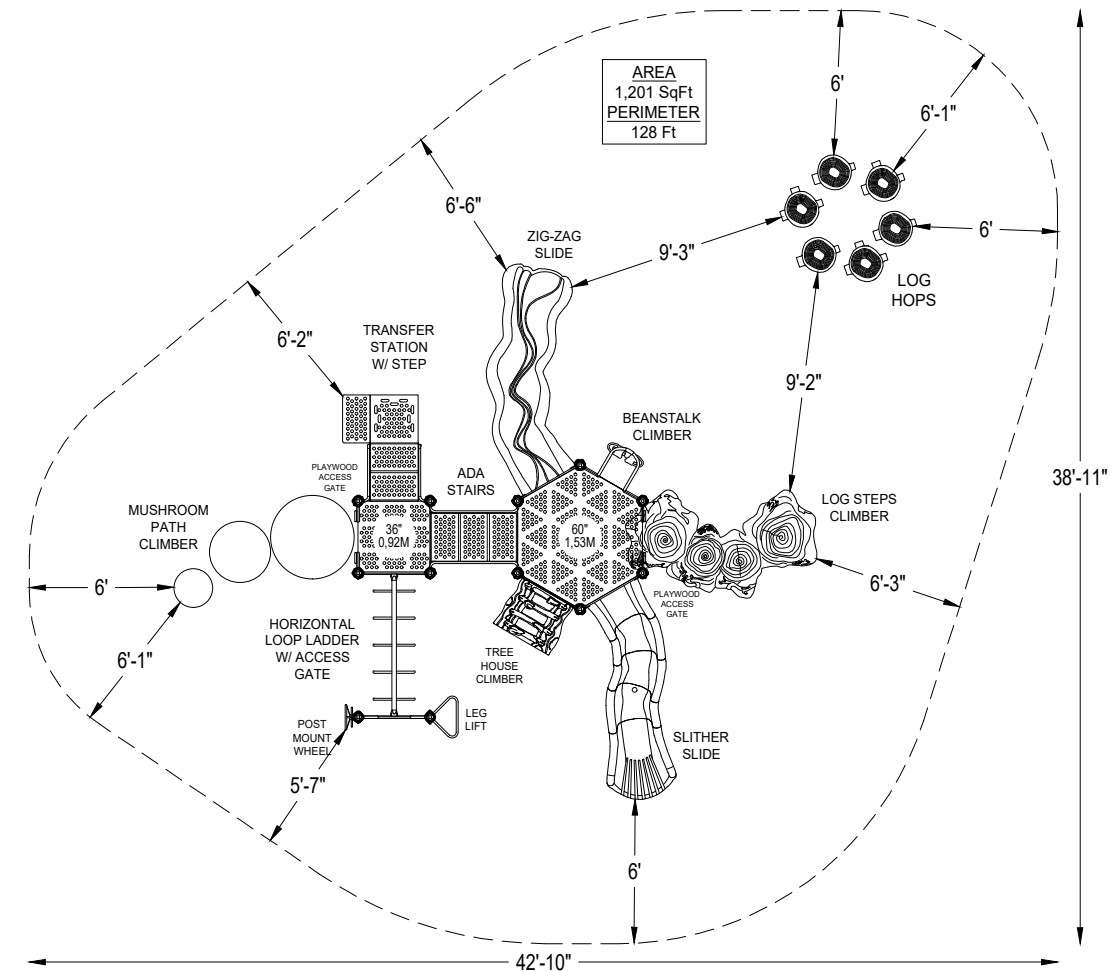 AREA
1,201 SqFt
PERIMETER
128 Ft
6'
6'-1"
6'-6"
ZIG-ZAG
SLIDE
9'-3"
6'
LOG
HOPS
6'-2"
TRANSFER
STATION
W/ STEP
9'-2"
BEANSTALK
CLIMBER
38'-11"
PLAYWOOD
ACCESS
GATE
ADA
STAIRS
LOG STEPS
CLIMBER
MUSHROOM
PATH
CLIMBER
36"
0,92M
60"
1,53M
6'
6'-3"
PLAYWOOD
ACCESS
GATE
HORIZONTAL
LOOP LADDER
W/ ACCESS
GATE
TREE
HOUSE
CLIMBER
6'-1"
POST
MOUNT
WHEEL
LEG
LIFT
SLITHER
SLIDE
5'-7"
6'
42'-10"